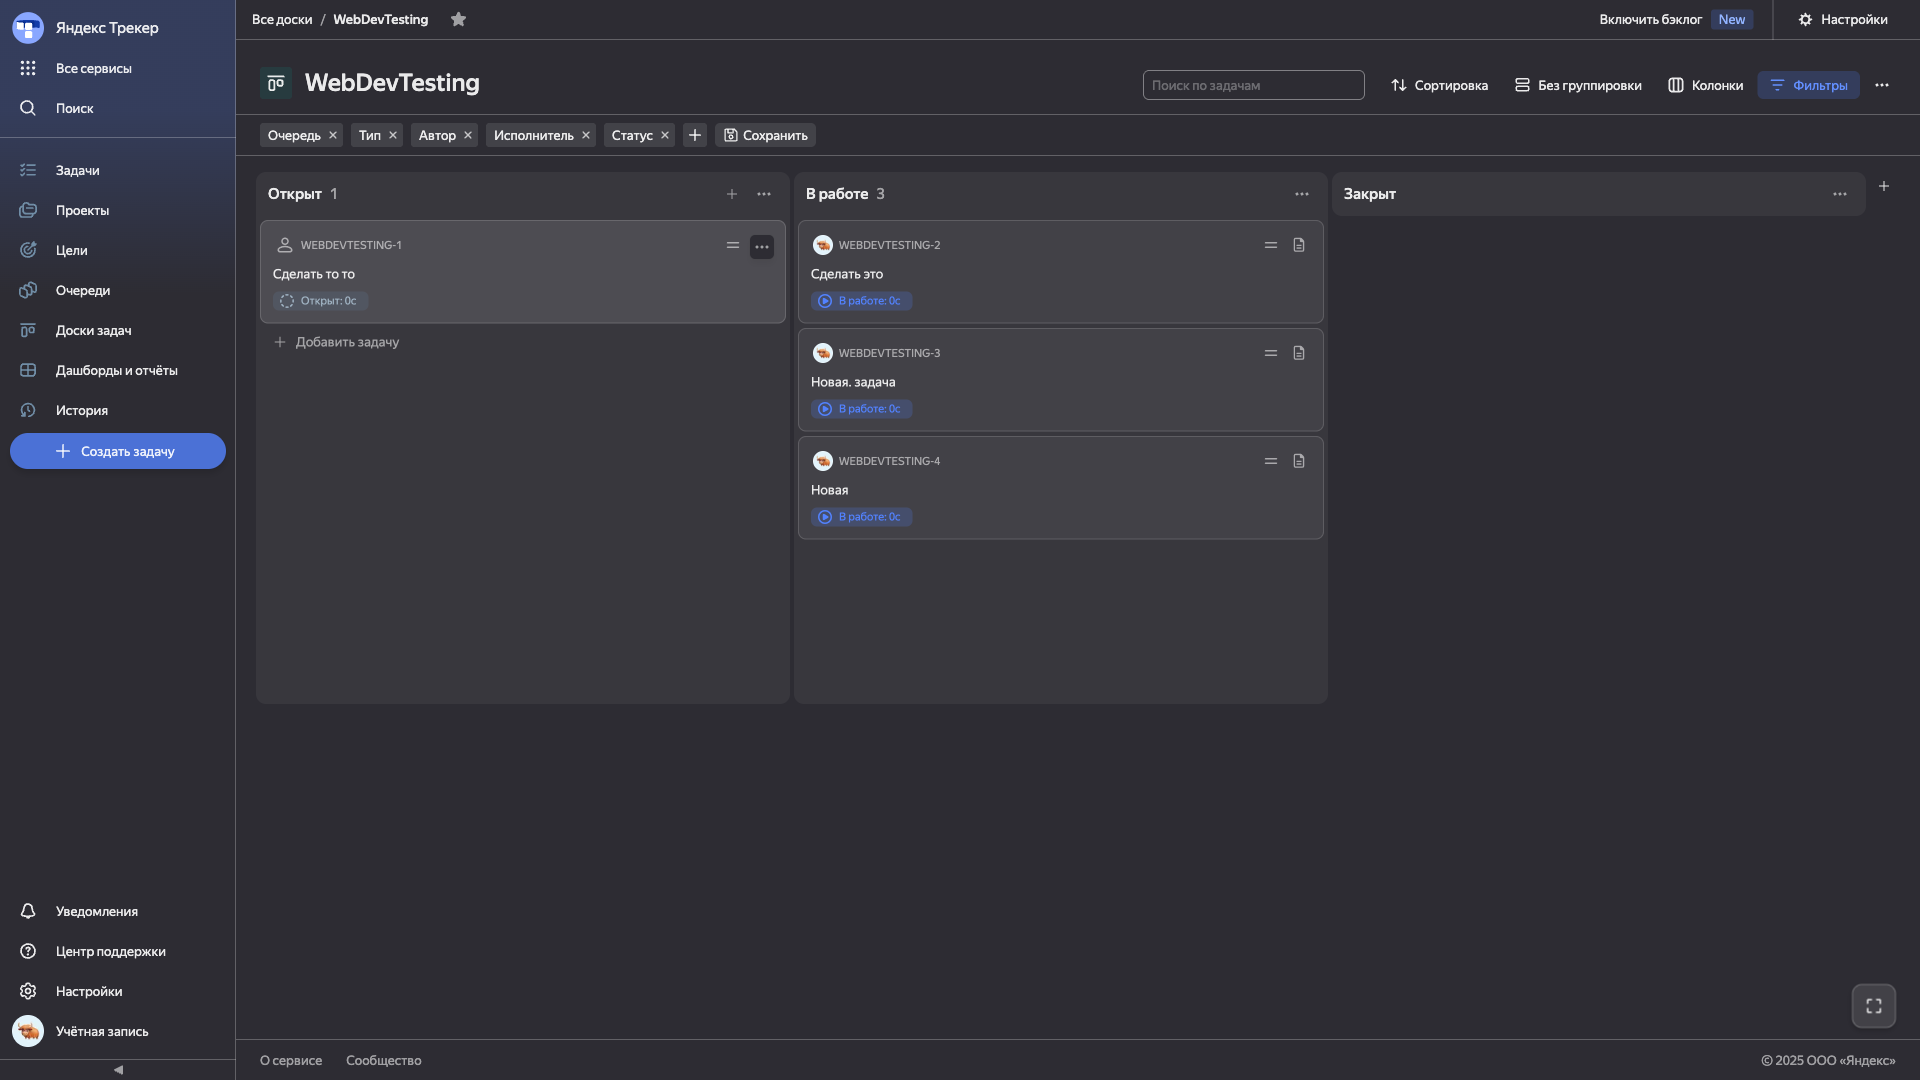 Яндекс Трекер
Все сервисы
Поиск
Задачи
Проекты
Цели
Очереди
Доски задач
Дашборды и отчёты
История
Создать задачу
Уведомления
Центр поддержки
Настройки
Учётная запись
Все доски / WebDevTesting
Включить бэклог New
Настройки
WebDevTesting
Поиск по задачам
Сортировка
Без группировки
Колонки
Фильтры
Очередь
Тип
Автор
Исполнитель
Статус
Сохранить
Открыт 1
WEBDEVTESTING-1
Сделать то то
Открыт: 0с
Добавить задачу
В работе 3
WEBDEVTESTING-2
Сделать это
В работе: 0с
WEBDEVTESTING-3
Новая. задача
В работе: 0с
WEBDEVTESTING-4
Новая
В работе: 0с
Закрыт
О сервисе
Сообщество
© 2025 ООО «Яндекс»